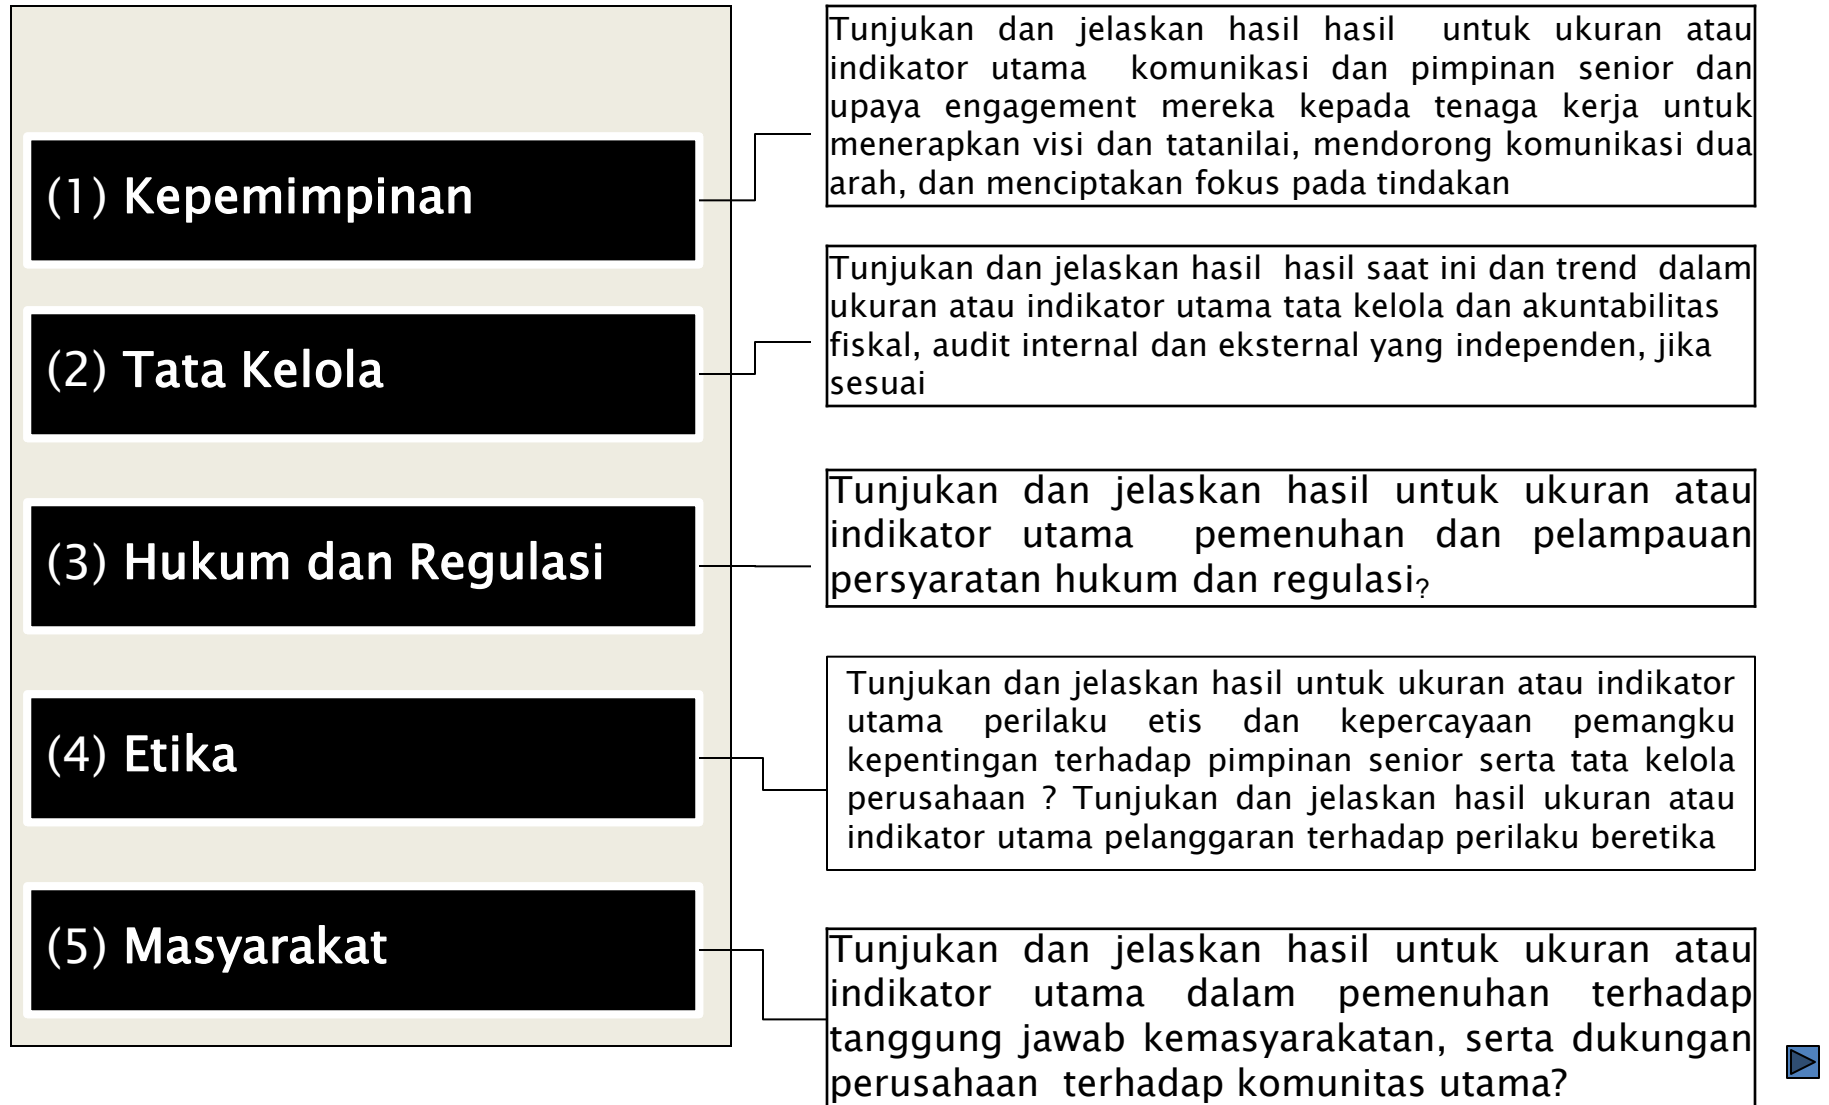 (1) Kepemimpinan
Tunjukan dan jelaskan hasil hasil untuk ukuran atau
indikator utama komunikasi dan pimpinan senior dan
upaya engagement mereka kepada tenaga kerja untuk
menerapkan visi dan tatanilai, mendorong komunikasi dua
arah, dan menciptakan fokus pada tindakan
(2) Tata Kelola
Tunjukan dan jelaskan hasil hasil saat ini dan trend dalam
ukuran atau indikator utama tata kelola dan akuntabilitas
fiskal, audit internal dan eksternal yang independen, jika
sesuai
(3) Hukum dan Regulasi
Tunjukan dan jelaskan hasil untuk ukuran atau
indikator utama pemenuhan dan pelampauan
persyaratan hukum dan regulasi?
(4) Etika
Tunjukan dan jelaskan hasil untuk ukuran atau indikator
utama perilaku etis dan kepercayaan pemangku
kepentingan terhadap pimpinan senior serta tata kelola
perusahaan ? Tunjukan dan jelaskan hasil ukuran atau
indikator utama pelanggaran terhadap perilaku beretika
(5) Masyarakat
Tunjukan dan jelaskan hasil untuk ukuran atau
indikator utama dalam pemenuhan terhadap
tanggung jawab kemasyarakatan, serta dukungan
perusahaan terhadap komunitas utama?